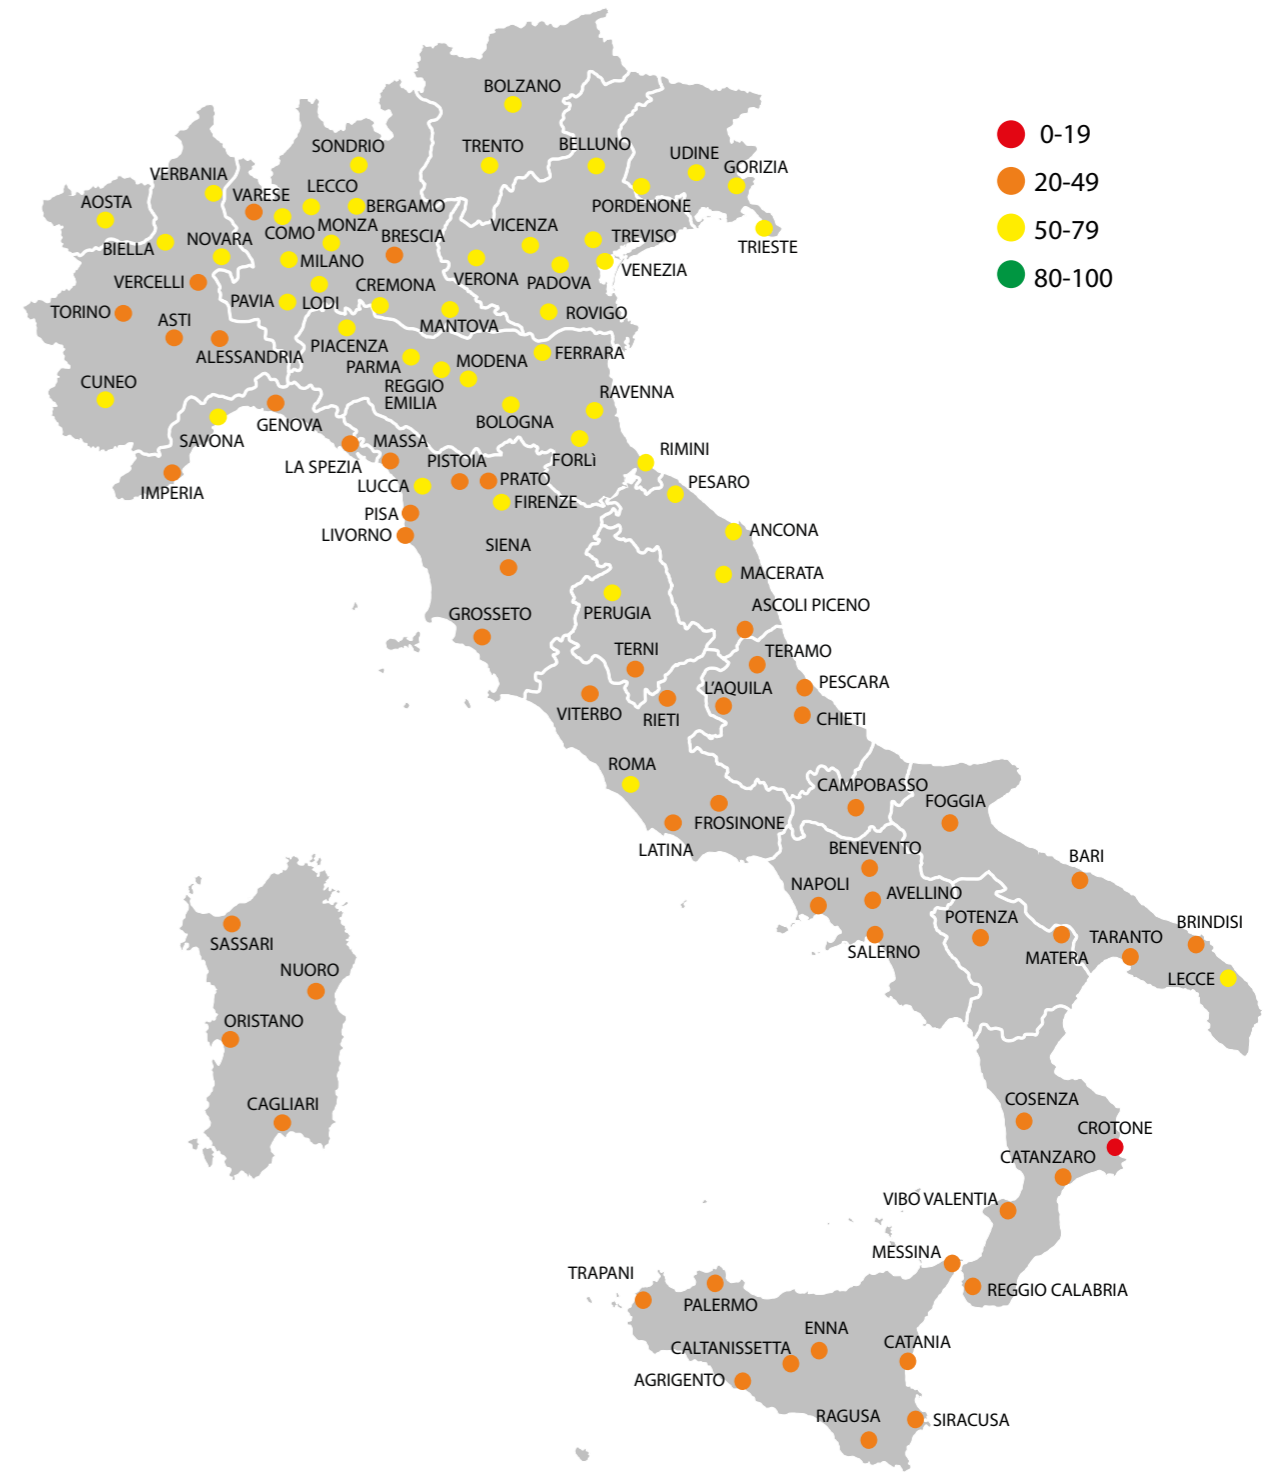 BOLZANO
0-19
SONDRIO
TRENTO
BELLUNO
UDINE
GORIZIA
20-49
VERBANIA
VARESE
LECCO
AOSTA
BERGAMO
PORDENONE
50-79
BIELLA
NOVARA
COMO
MONZA
BRESCIA
VICENZA
TREVISO
TRIESTE
MILANO
VENEZIA
80-100
VERCELLI
VERONA
PADOVA
CREMONA
PAVIA
LODI
TORINO
ASTI
MANTOVA
ROVIGO
ALESSANDRIA
PIACENZA
PARMA
MODENA
FERRARA
CUNEO
REGGIO
EMILIA
RAVENNA
SAVONA
GENOVA
BOLOGNA
MASSA
LA SPEZIA
PISTOIA
FORLì
RIMINI
IMPERIA
LUCCA
PRATO
PESARO
FIRENZE
PISA
LIVORNO
ANCONA
SIENA
MACERATA
GROSSETO
PERUGIA
ASCOLI PICENO
TERNI
TERAMO
L'AQUILA
PESCARA
VITERBO
RIETI
CHIETI
ROMA
CAMPOBASSO
FOGGIA
FROSINONE
LATINA
BENEVENTO
BARI
NAPOLI
AVELLINO
POTENZA
BRINDISI
SASSARI
SALERNO
MATERA
TARANTO
NUORO
LECCE
ORISTANO
CAGLIARI
COSENZA
CROTONE
CATANZARO
VIBO VALENTIA
MESSINA
TRAPANI
REGGIO CALABRIA
PALERMO
ENNA
CALTANISSETTA
CATANIA
AGRIGENTO
RAGUSA
SIRACUSA